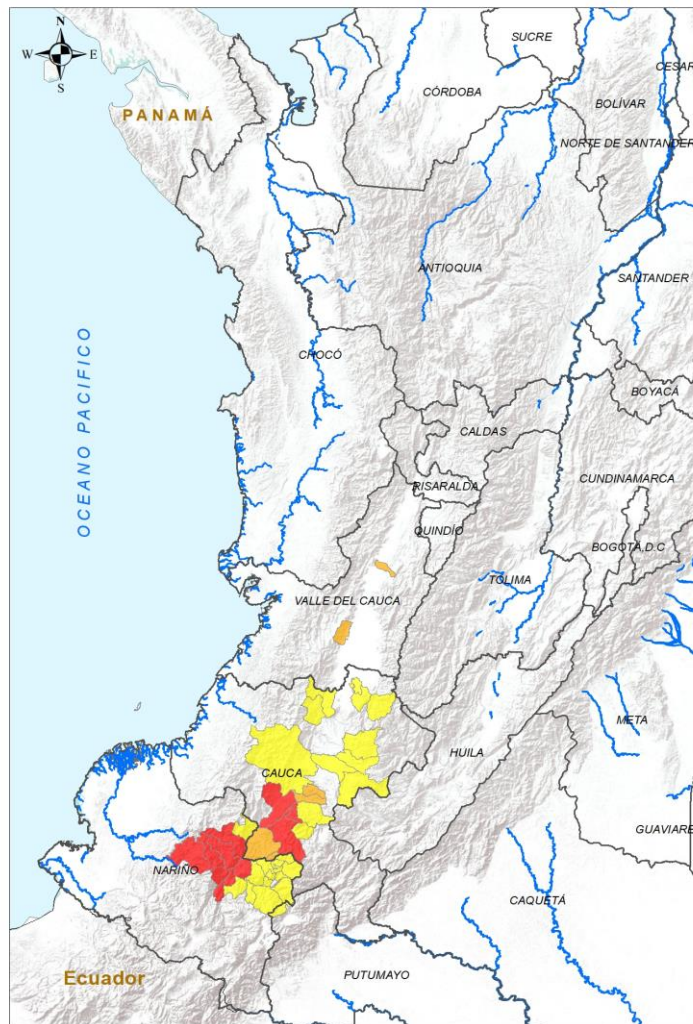 N
W E
S
SUCRE
CESAR
CÓRDOBA
BOLÍVAR
PANAMÁ
NORTE DE SANTANDER
ANTIOQUIA
SANTANDER
OCEANO PACIFICO
CHOCÓ
BOYACÁ
CALDAS
CUNDINAMARCA
RISARALDA
QUINDÍO
BOGOTÁ,D.C
TOLIMA
VALLE DEL CAUCA
META
HUILA
CAUCA
GUAVIARE
NARIÑO
CAQUETÁ
Ecuador
PUTUMAYO